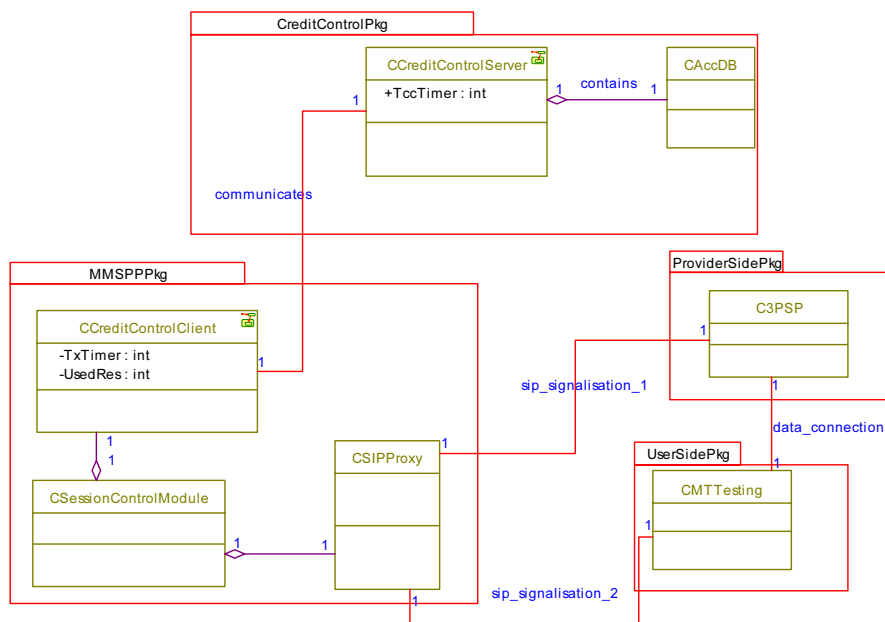 CreditControlPkg
CCreditControlServer
+TccTimer : int
CAccDB
1
contains
1
1
communicates
MMSPPPkg
CCreditControlClient
-TxTimer : int
-UsedRes : int
1
1
1
CSessionControlModule
1
1
CSIPProxy
1
1
ProviderSidePkg
C3PSP
1
1
sip_signalisation_1
data_connection
UserSidePkg
1
CMTTesting
1
sip_signalisation_2